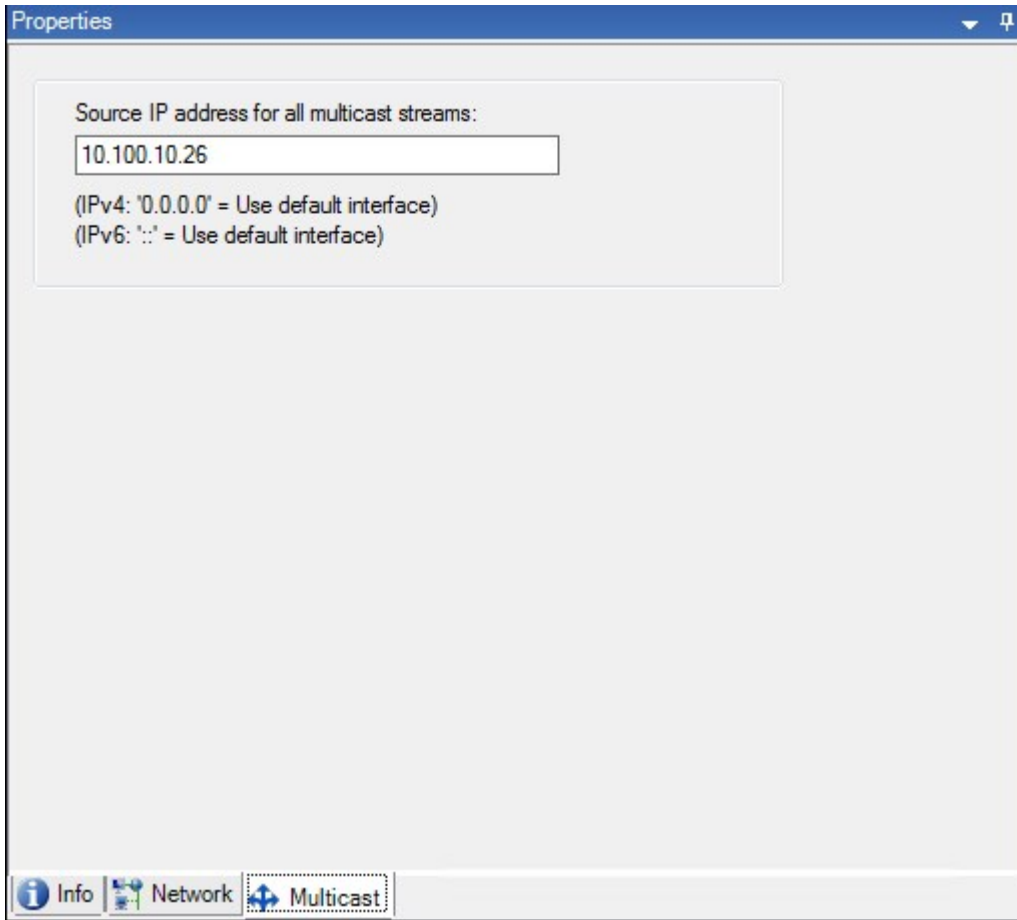 Properties
Source IP address for all multicast streams:
10.100.10.26
(IPv4: '0.0.0.0' = Use default interface)
(IPv6: '::' = Use default interface)
Info Network Multicast